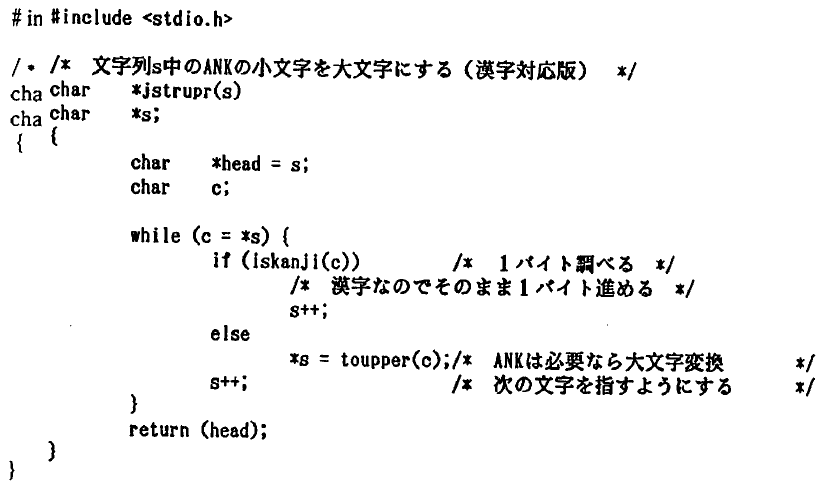 # in #include <stdio.h>
/ * /* 文字列s中のANKの小文字を大文字にする（漢字対応版） */
cha char *jstrupr(s)
cha char *s;
{ {
char *head = s;
char c;
while (c = *s) {
if (iskanji(c)) /* 1バイト調べる */
/* 漢字なのでそのまま1バイト進める */
s++;
else
*s = toupper(c);/* ANKは必要なら大文字変換 */
s++; /* 次の文字を指すようにする */
}
return (head);
}
}